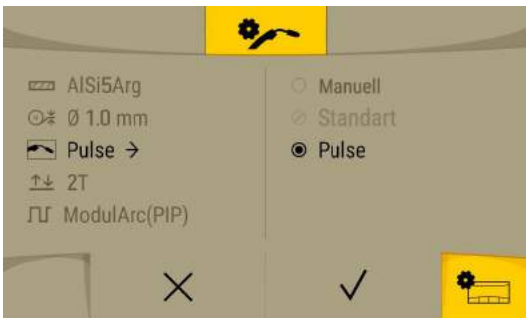 AlSi5Arg
Ø 1.0 mm
Pulse →
2T
ModulArc(PIP)
Manuell
Standart
Pulse